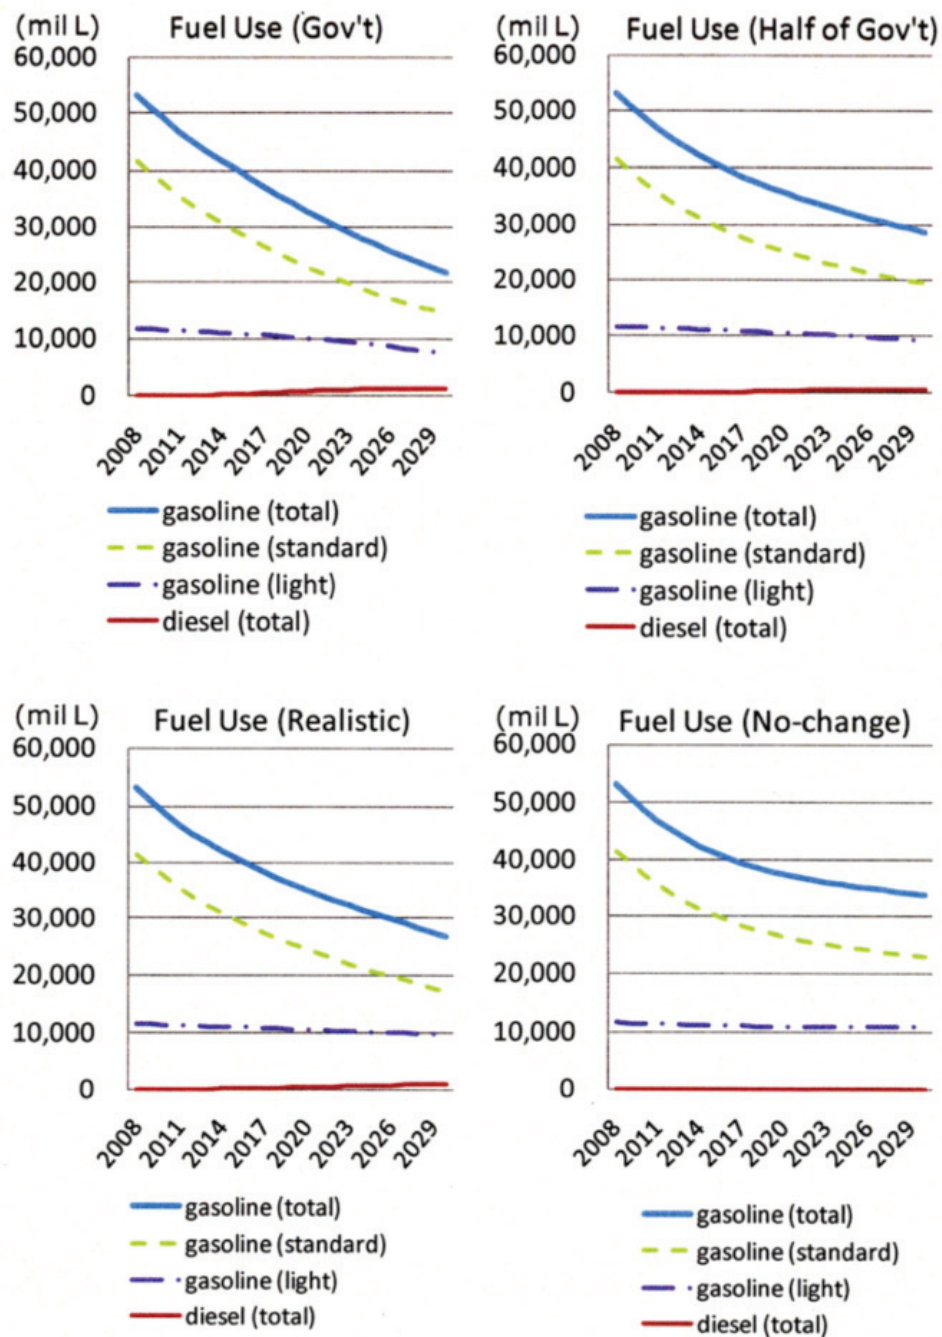 (mil L) Fuel Use (Gov't)
60,000
50,000
40,000
30,000
20,000
10,000
0
2008 2011 2014 2017 2020 2023 2026 2029
gasoline (total)
gasoline (standard)
gasoline (light)
diesel (total)
(mil L) Fuel Use (Half of Gov't)
60,000
50,000
40,000
30,000
20,000
10,000
0
2008 2011 2014 2017 2020 2023 2026 2029
gasoline (total)
gasoline (standard)
gasoline (light)
diesel (total)
(mil L) Fuel Use (Realistic)
60,000
50,000
40,000
30,000
20,000
10,000
0
2008 2011 2014 2017 2020 2023 2026 2029
gasoline (total)
gasoline (standard)
gasoline (light)
diesel (total)
(mil L) Fuel Use (No-change)
60,000
50,000
40,000
30,000
20,000
10,000
0
2008 2011 2014 2017 2020 2023 2026 2029
gasoline (total)
gasoline (standard)
gasoline (light)
diesel (total)